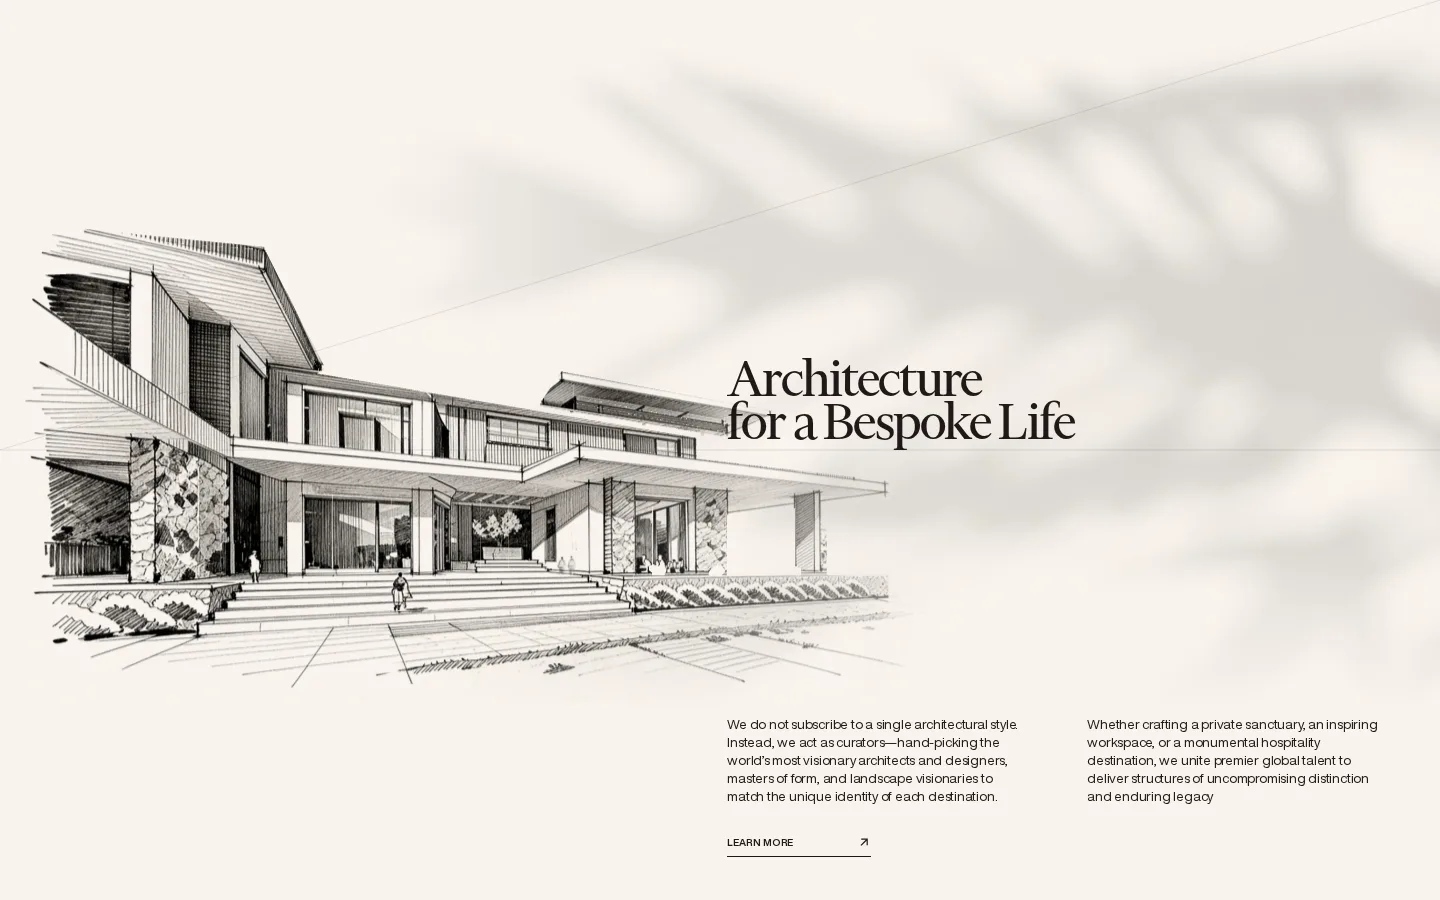 Architecture
for a Bespoke Life
We do not subscribe to a single architectural style.
Instead, we act as curators—hand-picking the
world's most visionary architects and designers,
masters of form, and landscape visionaries to
match the unique identity of each destination.
Whether crafting a private sanctuary, an inspiring
workspace, or a monumental hospitality
destination, we unite premier global talent to
deliver structures of uncompromising distinction
and enduring legacy
LEARN MORE